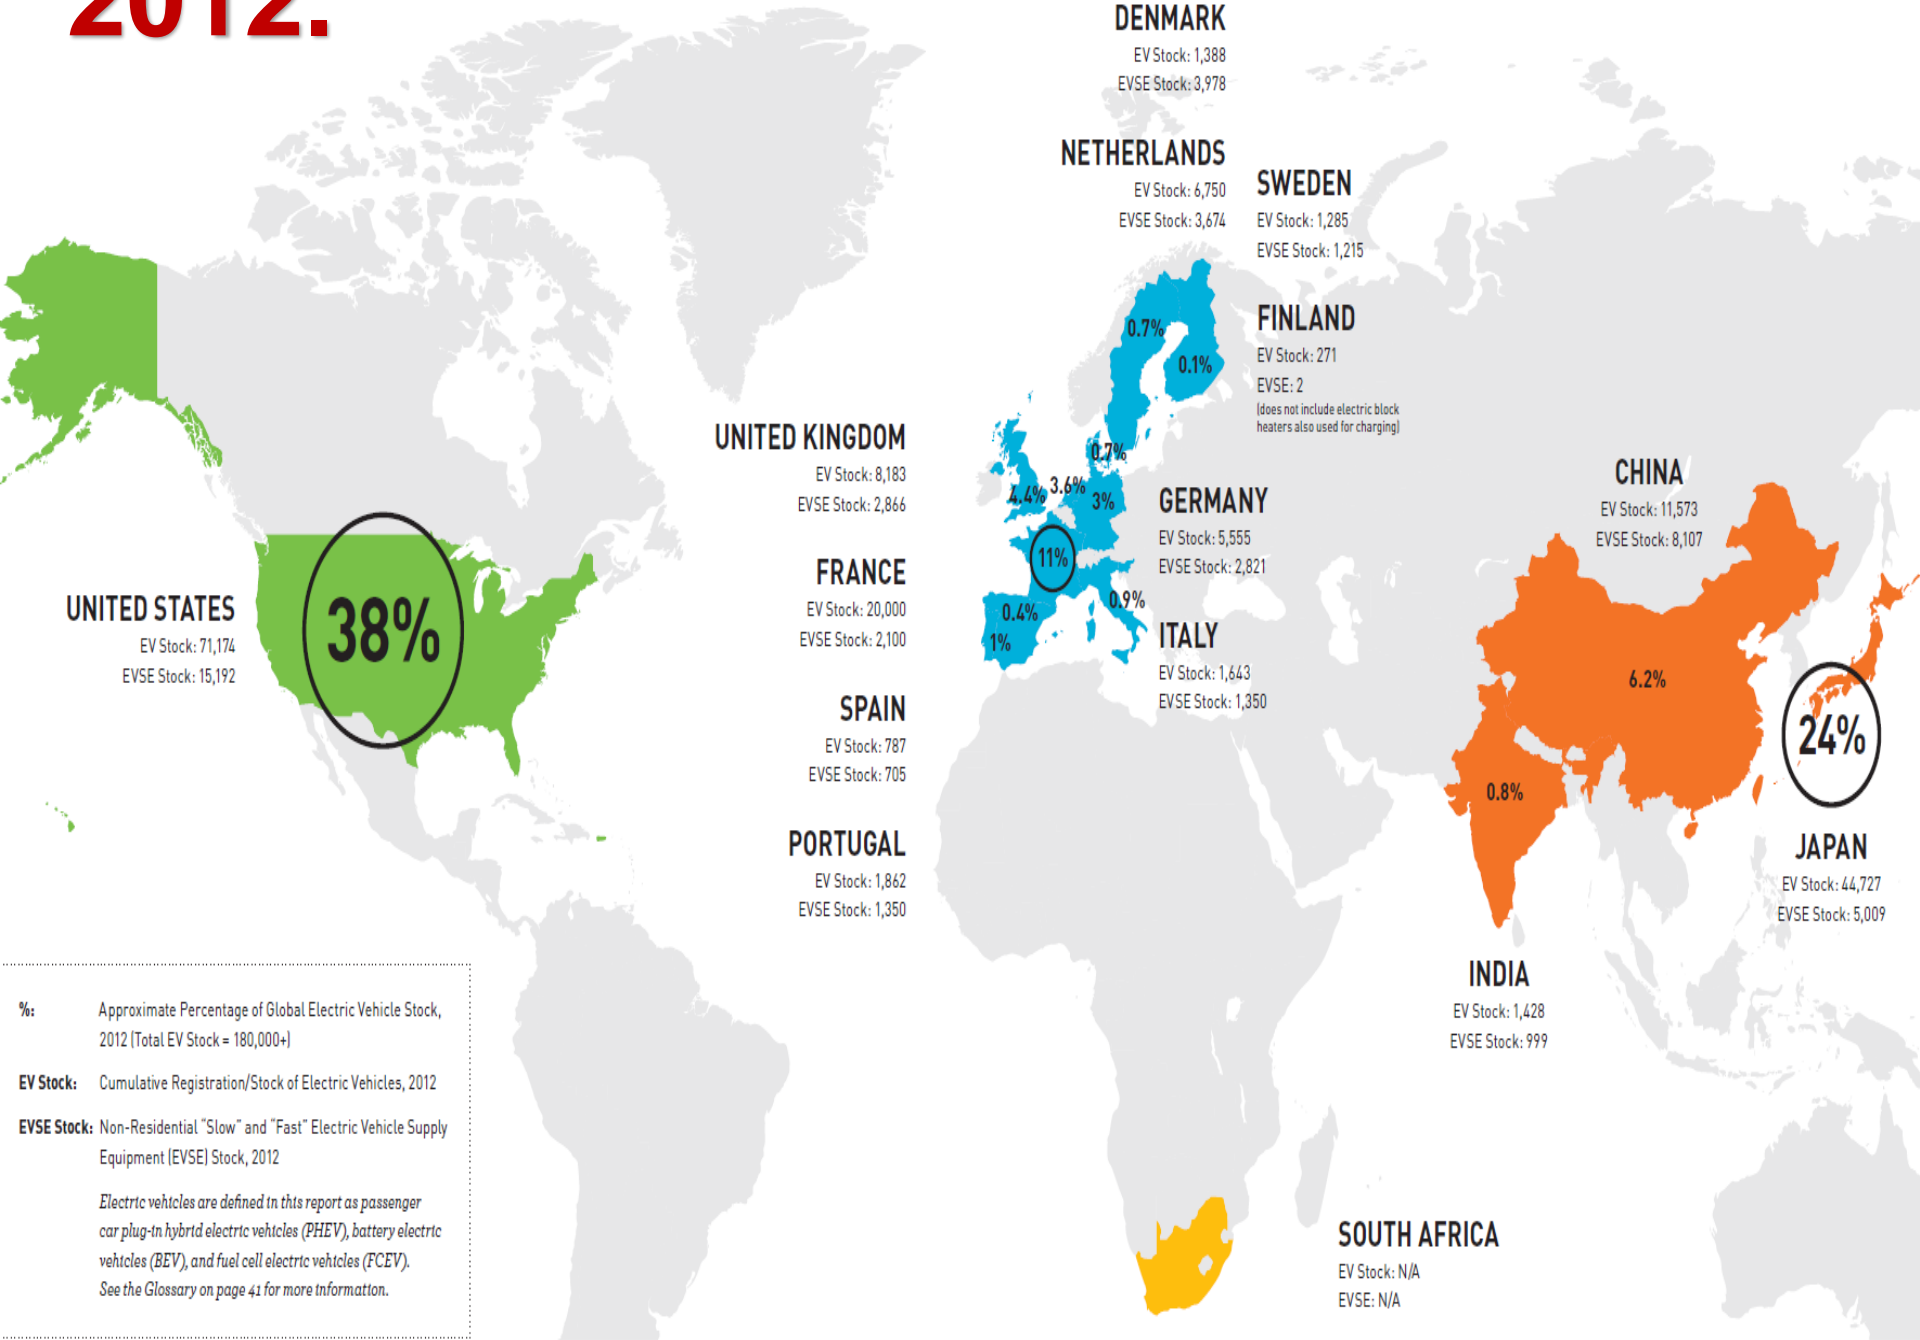 2012.
DENMARK
EV Stock: 1,388
EVSE Stock: 3,978
NETHERLANDS
EV Stock: 6,750
EVSE Stock: 3,674
SWEDEN
EV Stock: 1,285
EVSE Stock: 1,215
FINLAND
EV Stock: 271
EVSE: 2
(does not include electric block
heaters also used for charging)
0.7%
0.1%
UNITED KINGDOM
EV Stock: 8,183
EVSE Stock: 2,866
0.7%
4.4%
3.6%
3%
GERMANY
EV Stock: 5,555
EVSE Stock: 2,821
CHINA
EV Stock: 11,573
EVSE Stock: 8,107
FRANCE
EV Stock: 20,000
EVSE Stock: 2,100
11%
UNITED STATES
EV Stock: 71,174
EVSE Stock: 15,192
38%
0.4%
1%
0.9%
ITALY
EV Stock: 1,643
EVSE Stock: 1,350
6.2%
24%
SPAIN
EV Stock: 787
EVSE Stock: 705
0.8%
PORTUGAL
EV Stock: 1,862
EVSE Stock: 1,350
JAPAN
EV Stock: 44,727
EVSE Stock: 5,009
INDIA
EV Stock: 1,428
EVSE Stock: 999
%: Approximate Percentage of Global Electric Vehicle Stock,
2012 (Total EV Stock = 180,000+)
EV Stock: Cumulative Registration/Stock of Electric Vehicles, 2012
EVSE Stock: Non-Residential “Slow” and “Fast” Electric Vehicle Supply
Equipment (EVSE) Stock, 2012
Electric vehicles are defined in this report as passenger
car plug-in hybrid electric vehicles (PHEV), battery electric
vehicles (BEV), and fuel cell electric vehicles (FCEV).
See the Glossary on page 41 for more information.
SOUTH AFRICA
EV Stock: N/A
EVSE: N/A